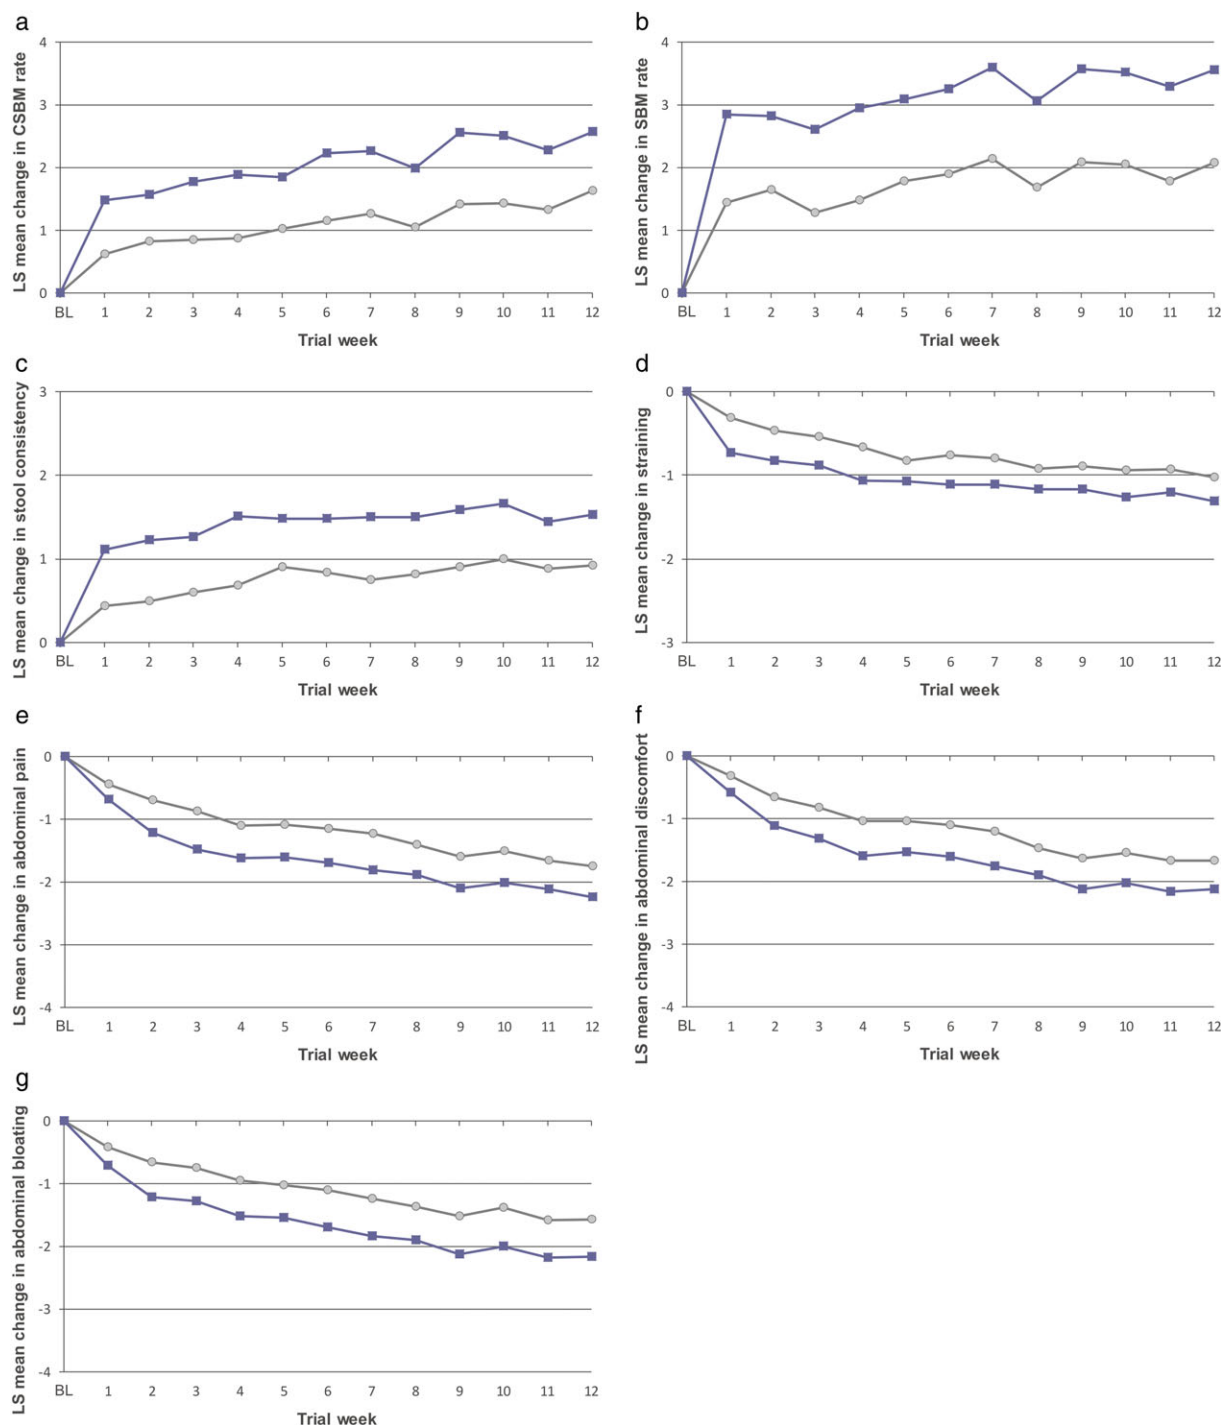 a
4
3
2
1
0
LS mean change in CSBM rate
BL 1 2 3 4 5 6 7 8 9 10 11 12
Trial week
b
4
3
2
1
0
LS mean change in SBM rate
BL 1 2 3 4 5 6 7 8 9 10 11 12
Trial week
c
3
2
1
0
LS mean change in stool consistency
BL 1 2 3 4 5 6 7 8 9 10 11 12
Trial week
d
0
-1
-2
-3
LS mean change in straining
BL 1 2 3 4 5 6 7 8 9 10 11 12
Trial week
e
0
-1
-2
-3
-4
LS mean change in abdominal pain
BL 1 2 3 4 5 6 7 8 9 10 11 12
Trial week
f
0
-1
-2
-3
-4
LS mean change in abdominal discomfort
BL 1 2 3 4 5 6 7 8 9 10 11 12
Trial week
g
0
-1
-2
-3
-4
LS mean change in abdominal bloating
BL 1 2 3 4 5 6 7 8 9 10 11 12
Trial week